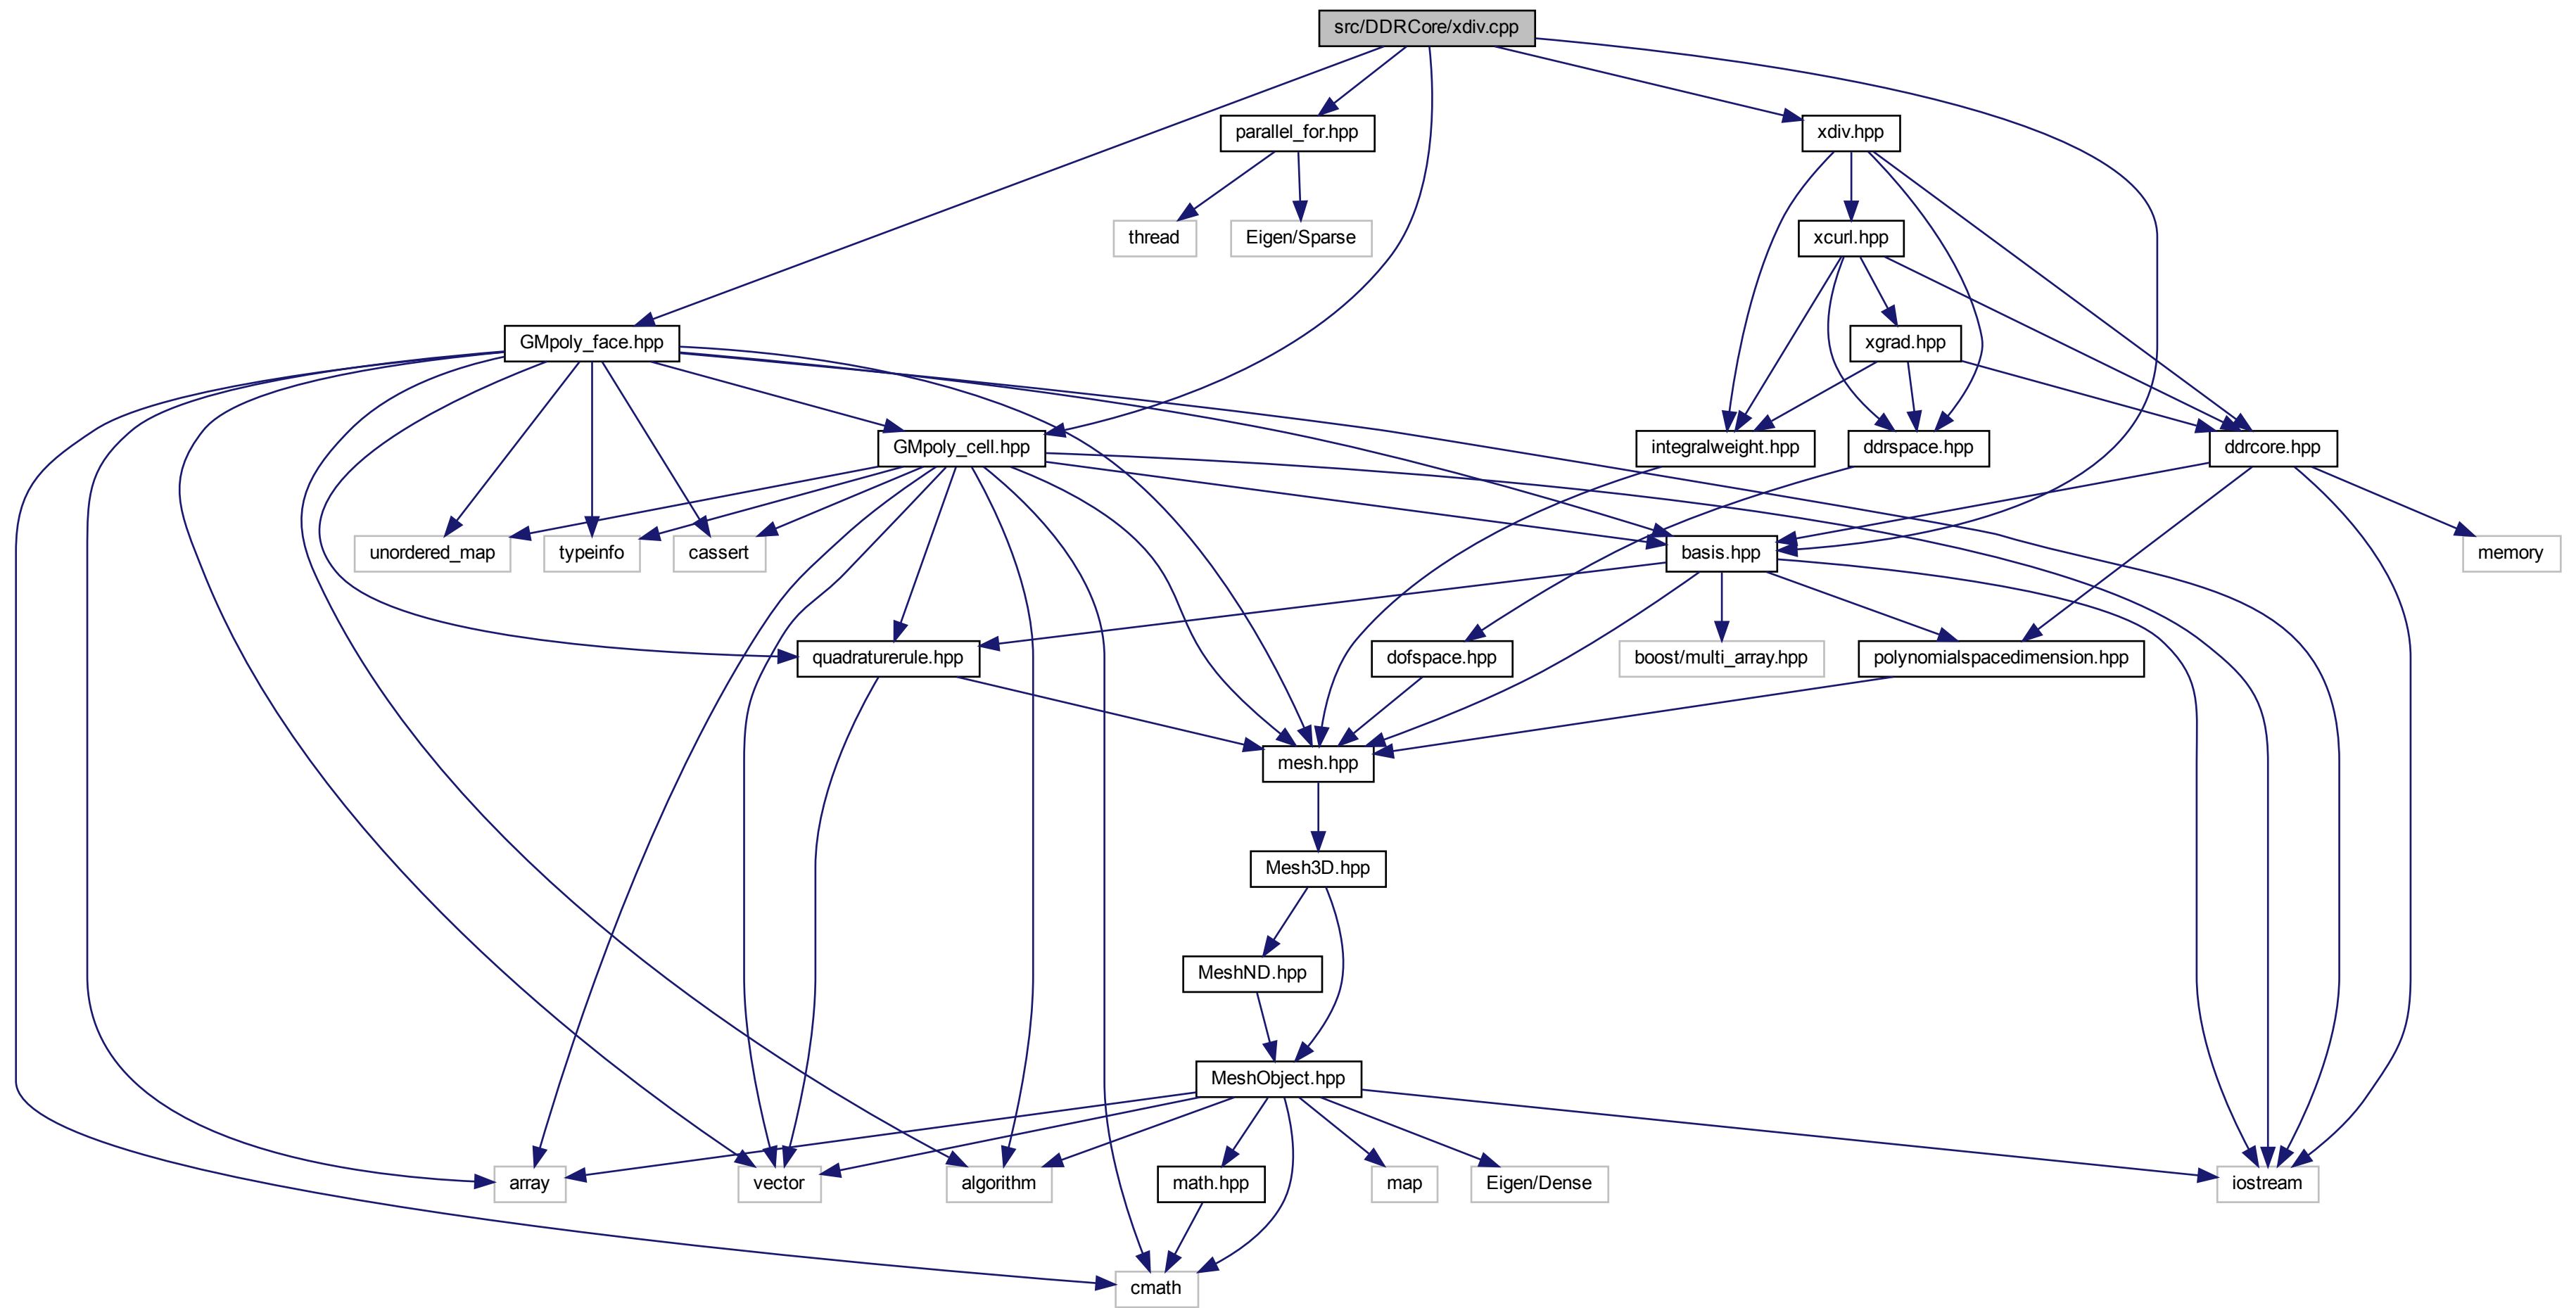 src/DDRCore/xdiv.cpp
parallel_for.hpp
xdiv.hpp
thread
Eigen/Sparse
xcurl.hpp
GMpoly_face.hpp
xgrad.hpp
GMpoly_cell.hpp
integralweight.hpp
ddrspace.hpp
ddrcore.hpp
unordered_map
typeinfo
cassert
basis.hpp
memory
quadraturerule.hpp
dofspace.hpp
boost/multi_array.hpp
polynomialspacedimension.hpp
mesh.hpp
Mesh3D.hpp
MeshND.hpp
MeshObject.hpp
array
vector
algorithm
math.hpp
map
Eigen/Dense
iostream
cmath